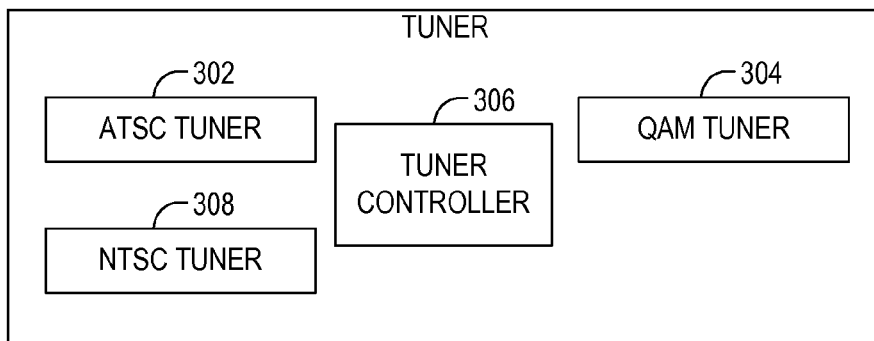 TUNER
302
ATSC TUNER
304
QAM TUNER
306
TUNER
CONTROLLER
308
NTSC TUNER